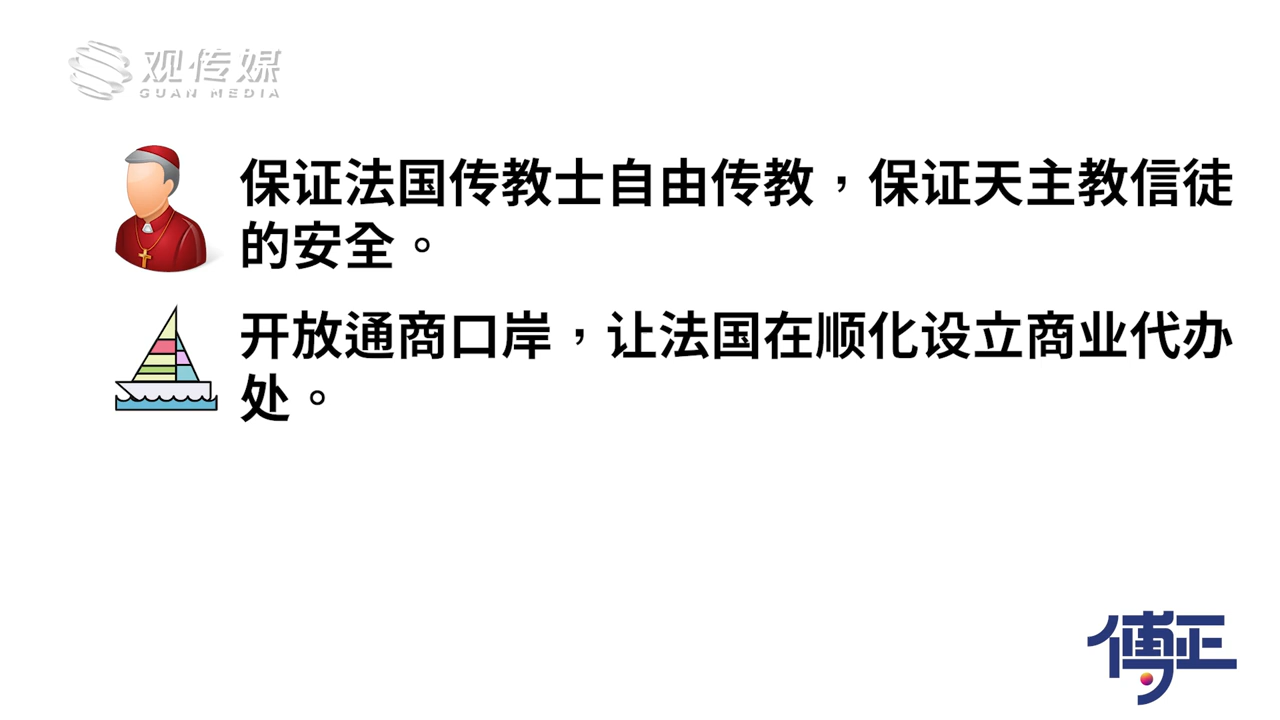 观传媒
GUAN MEDIA
保证法国传教士自由传教，保证天主教信徒
的安全。
开放通商口岸，让法国在顺化设立商业代办
处。
傅正